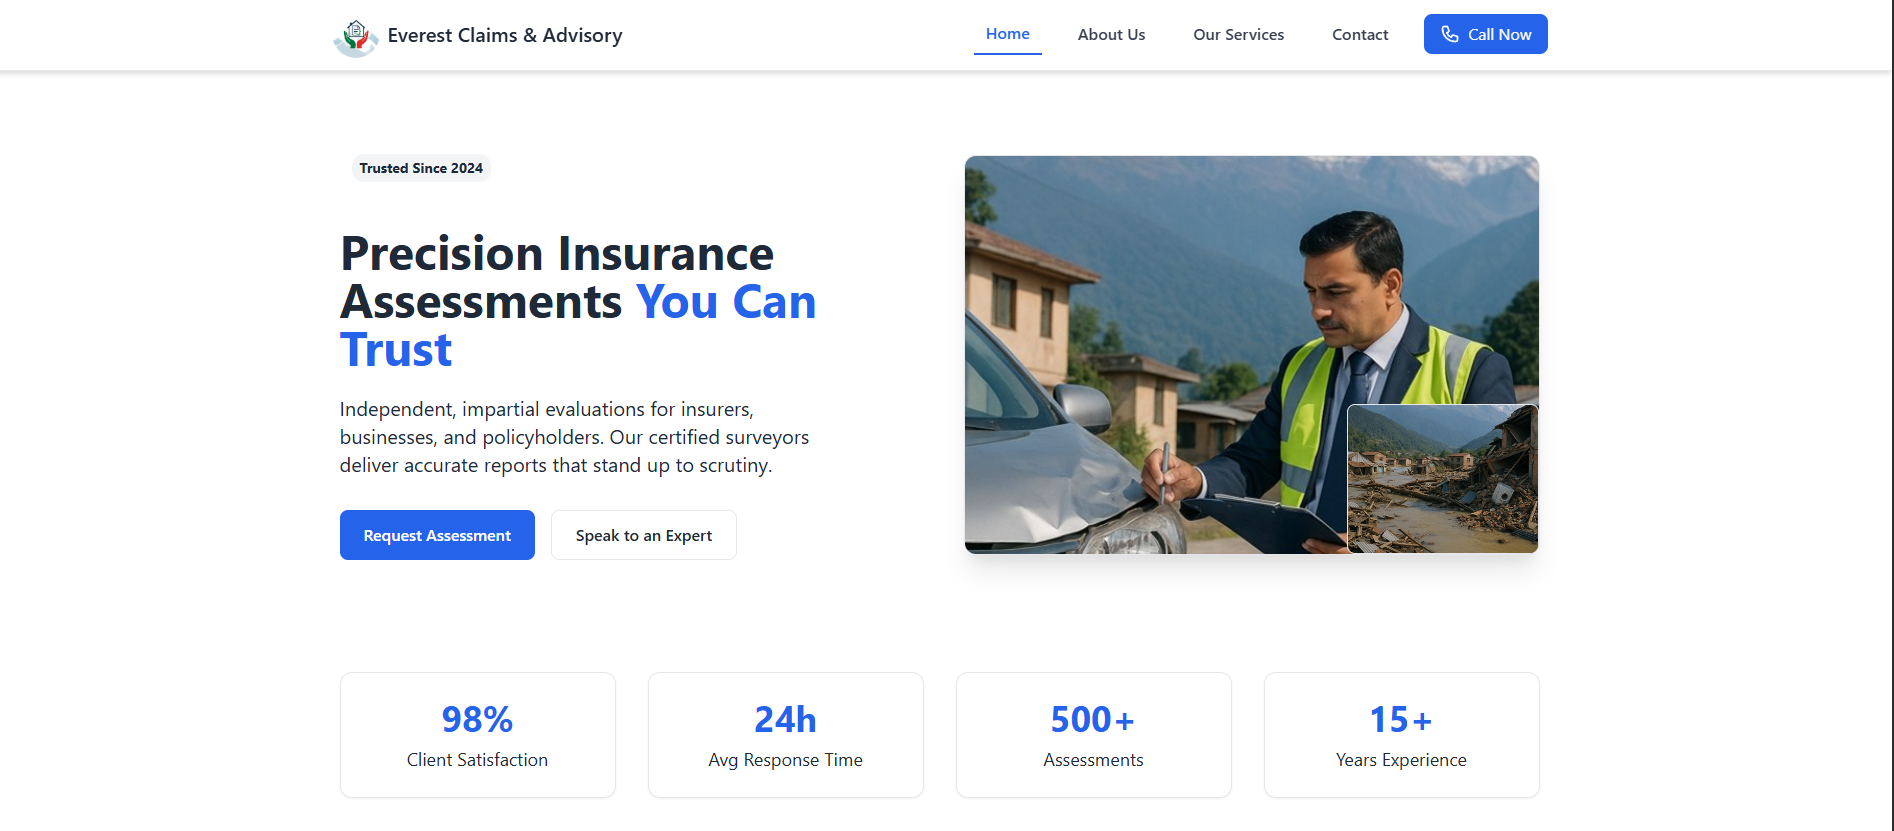 Everest Claims & Advisory
Home
About Us
Our Services
Contact
Call Now
Trusted Since 2024
Precision Insurance
Assessments You Can
Trust
Independent, impartial evaluations for insurers,
businesses, and policyholders. Our certified surveyors
deliver accurate reports that stand up to scrutiny.
Request Assessment
Speak to an Expert
98%
Client Satisfaction
24h
Avg Response Time
500+
Assessments
15+
Years Experience